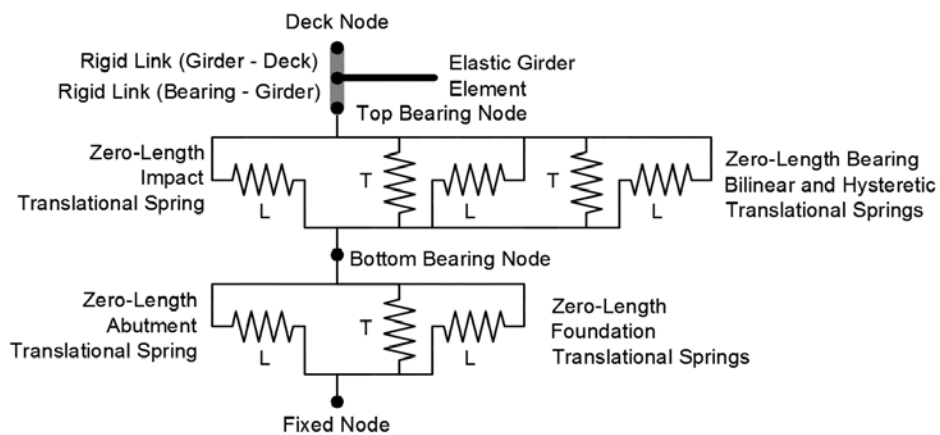 Deck Node
Rigid Link (Girder - Deck)
Rigid Link (Bearing - Girder)
Elastic Girder
Element
Top Bearing Node
Zero-Length
Impact
Translational Spring
L
T
L
T
L
Zero-Length Bearing
Bilinear and Hysteretic
Translational Springs
Bottom Bearing Node
Zero-Length
Abutment
Translational Spring
L
T
L
Zero-Length
Foundation
Translational Springs
Fixed Node